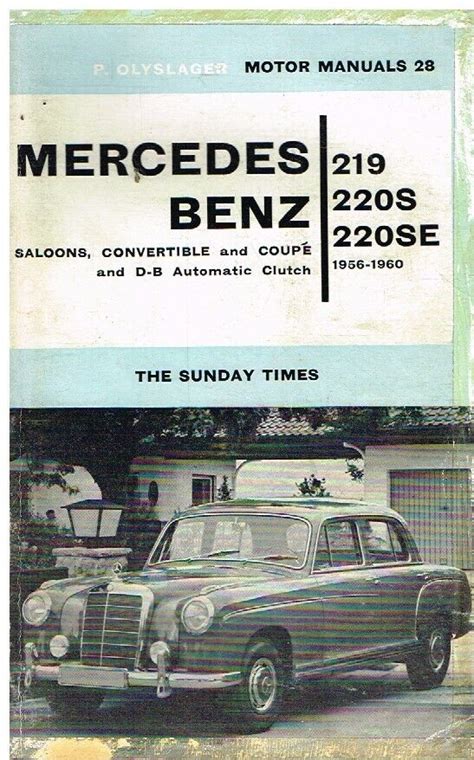 P. OLYSLAGER MOTOR MANUALS 28
MERCEDES
BENZ
SALOONS, CONVERTIBLE and COUPÉ
and D-B Automatic Clutch
219
220S
220SE
1956-1960
THE SUNDAY TIMES